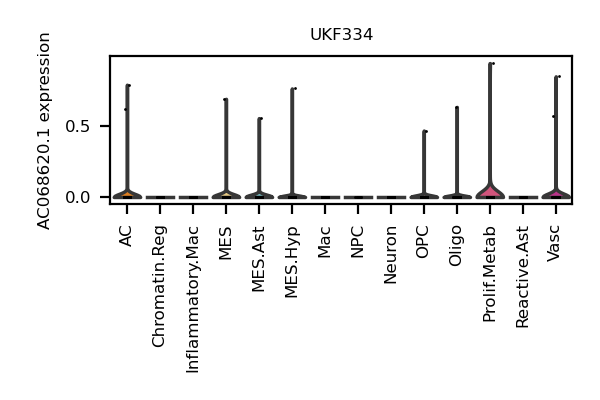 UKF334
AC068620.1 expression
0.5
0.0
AC
Chromatin.Reg
Inflammatory.Mac
MES
MES.Ast
MES.Hyp
Mac
NPC
Neuron
OPC
Oligo
Prolif.Metab
Reactive.Ast
Vasc